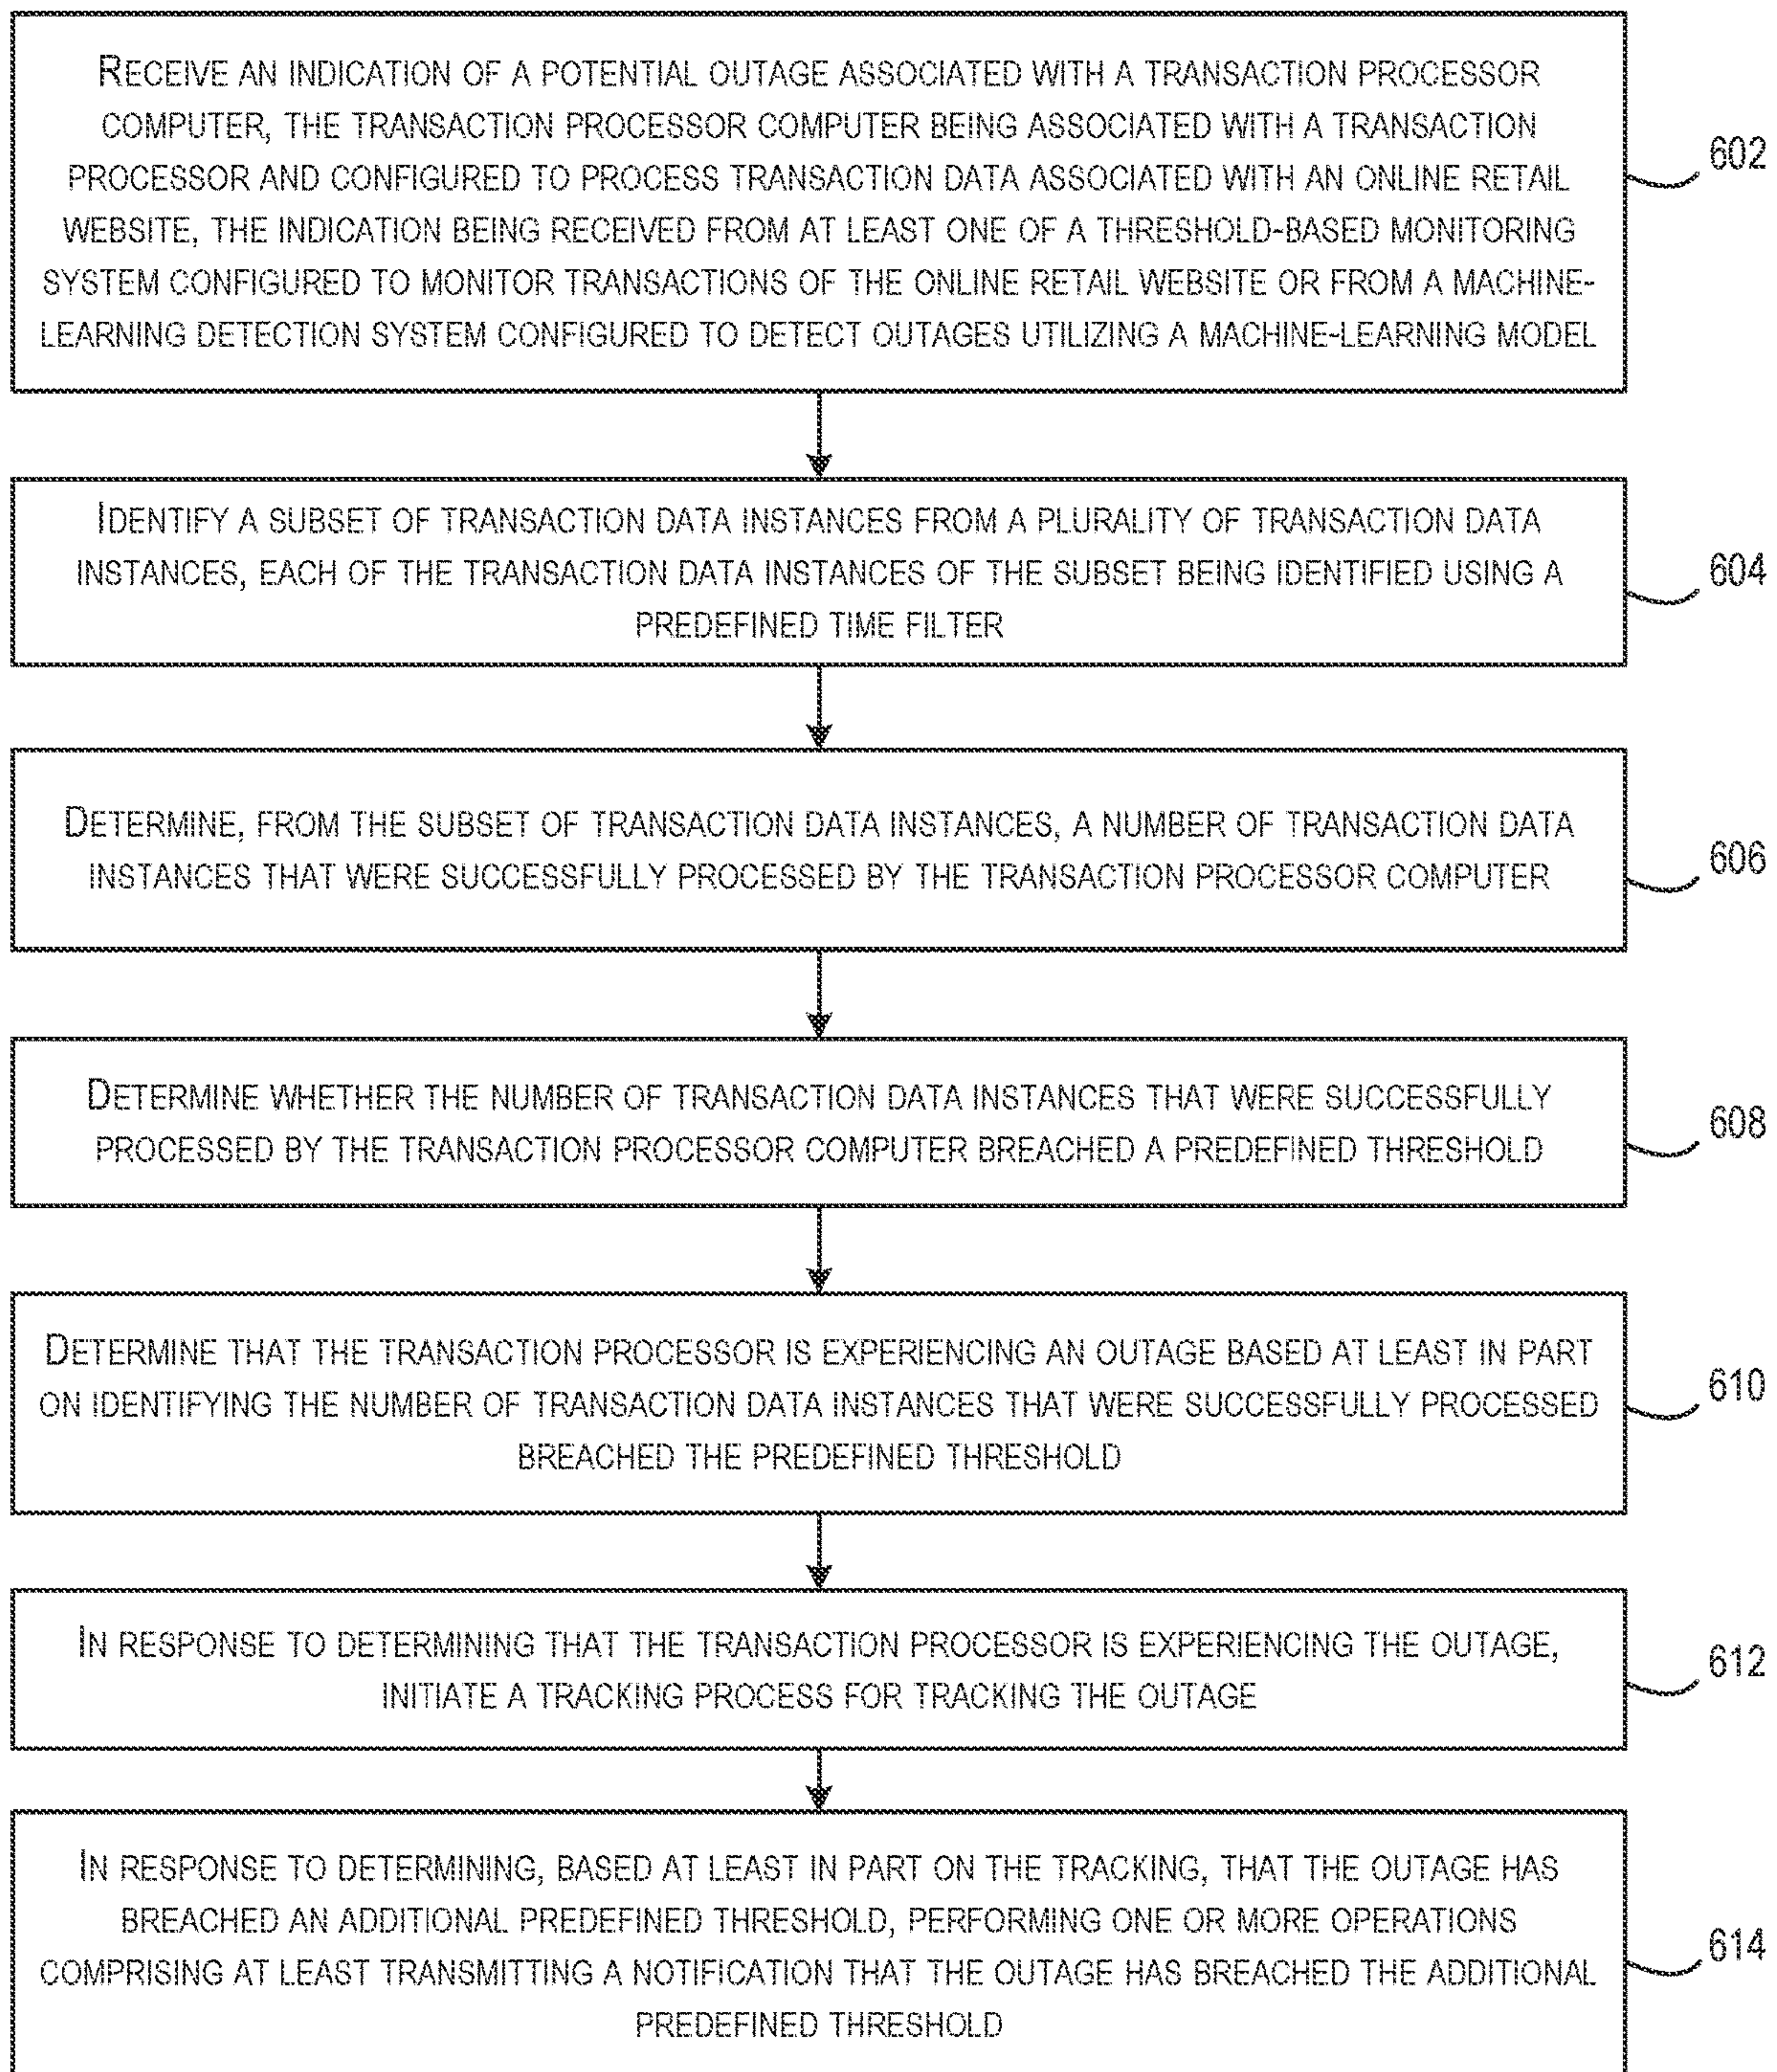 RECEIVE AN INDICATION OF A POTENTIAL OUTAGE ASSOCIATED WITH A TRANSACTION PROCESSOR
COMPUTER, THE TRANSACTION PROCESSOR COMPUTER BEING ASSOCIATED WITH A TRANSACTION
PROCESSOR AND CONFIGURED TO PROCESS TRANSACTION DATA ASSOCIATED WITH AN ONLINE RETAIL
WEBSITE, THE INDICATION BEING RECEIVED FROM AT LEAST ONE OF A THRESHOLD-BASED MONITORING
SYSTEM CONFIGURED TO MONITOR TRANSACTIONS OF THE ONLINE RETAIL WEBSITE OR FROM A MACHINE-
LEARNING DETECTION SYSTEM CONFIGURED TO DETECT OUTAGES UTILIZING A MACHINE-LEARNING MODEL
602
IDENTIFY A SUBSET OF TRANSACTION DATA INSTANCES FROM A PLURALITY OF TRANSACTION DATA
INSTANCES, EACH OF THE TRANSACTION DATA INSTANCES OF THE SUBSET BEING IDENTIFIED USING A
PREDEFINED TIME FILTER
604
DETERMINE, FROM THE SUBSET OF TRANSACTION DATA INSTANCES, A NUMBER OF TRANSACTION DATA
INSTANCES THAT WERE SUCCESSFULLY PROCESSED BY THE TRANSACTION PROCESSOR COMPUTER
606
DETERMINE WHETHER THE NUMBER OF TRANSACTION DATA INSTANCES THAT WERE SUCCESSFULLY
PROCESSED BY THE TRANSACTION PROCESSOR COMPUTER BREACHED A PREDEFINED THRESHOLD
608
DETERMINE THAT THE TRANSACTION PROCESSOR IS EXPERIENCING AN OUTAGE BASED AT LEAST IN PART
ON IDENTIFYING THE NUMBER OF TRANSACTION DATA INSTANCES THAT WERE SUCCESSFULLY PROCESSED
BREACHED THE PREDEFINED THRESHOLD
610
IN RESPONSE TO DETERMINING THAT THE TRANSACTION PROCESSOR IS EXPERIENCING THE OUTAGE,
INITIATE A TRACKING PROCESS FOR TRACKING THE OUTAGE
612
IN RESPONSE TO DETERMINING, BASED AT LEAST IN PART ON THE TRACKING, THAT THE OUTAGE HAS
BREACHED AN ADDITIONAL PREDEFINED THRESHOLD, PERFORMING ONE OR MORE OPERATIONS
COMPRISING AT LEAST TRANSMITTING A NOTIFICATION THAT THE OUTAGE HAS BREACHED THE ADDITIONAL
PREDEFINED THRESHOLD
614